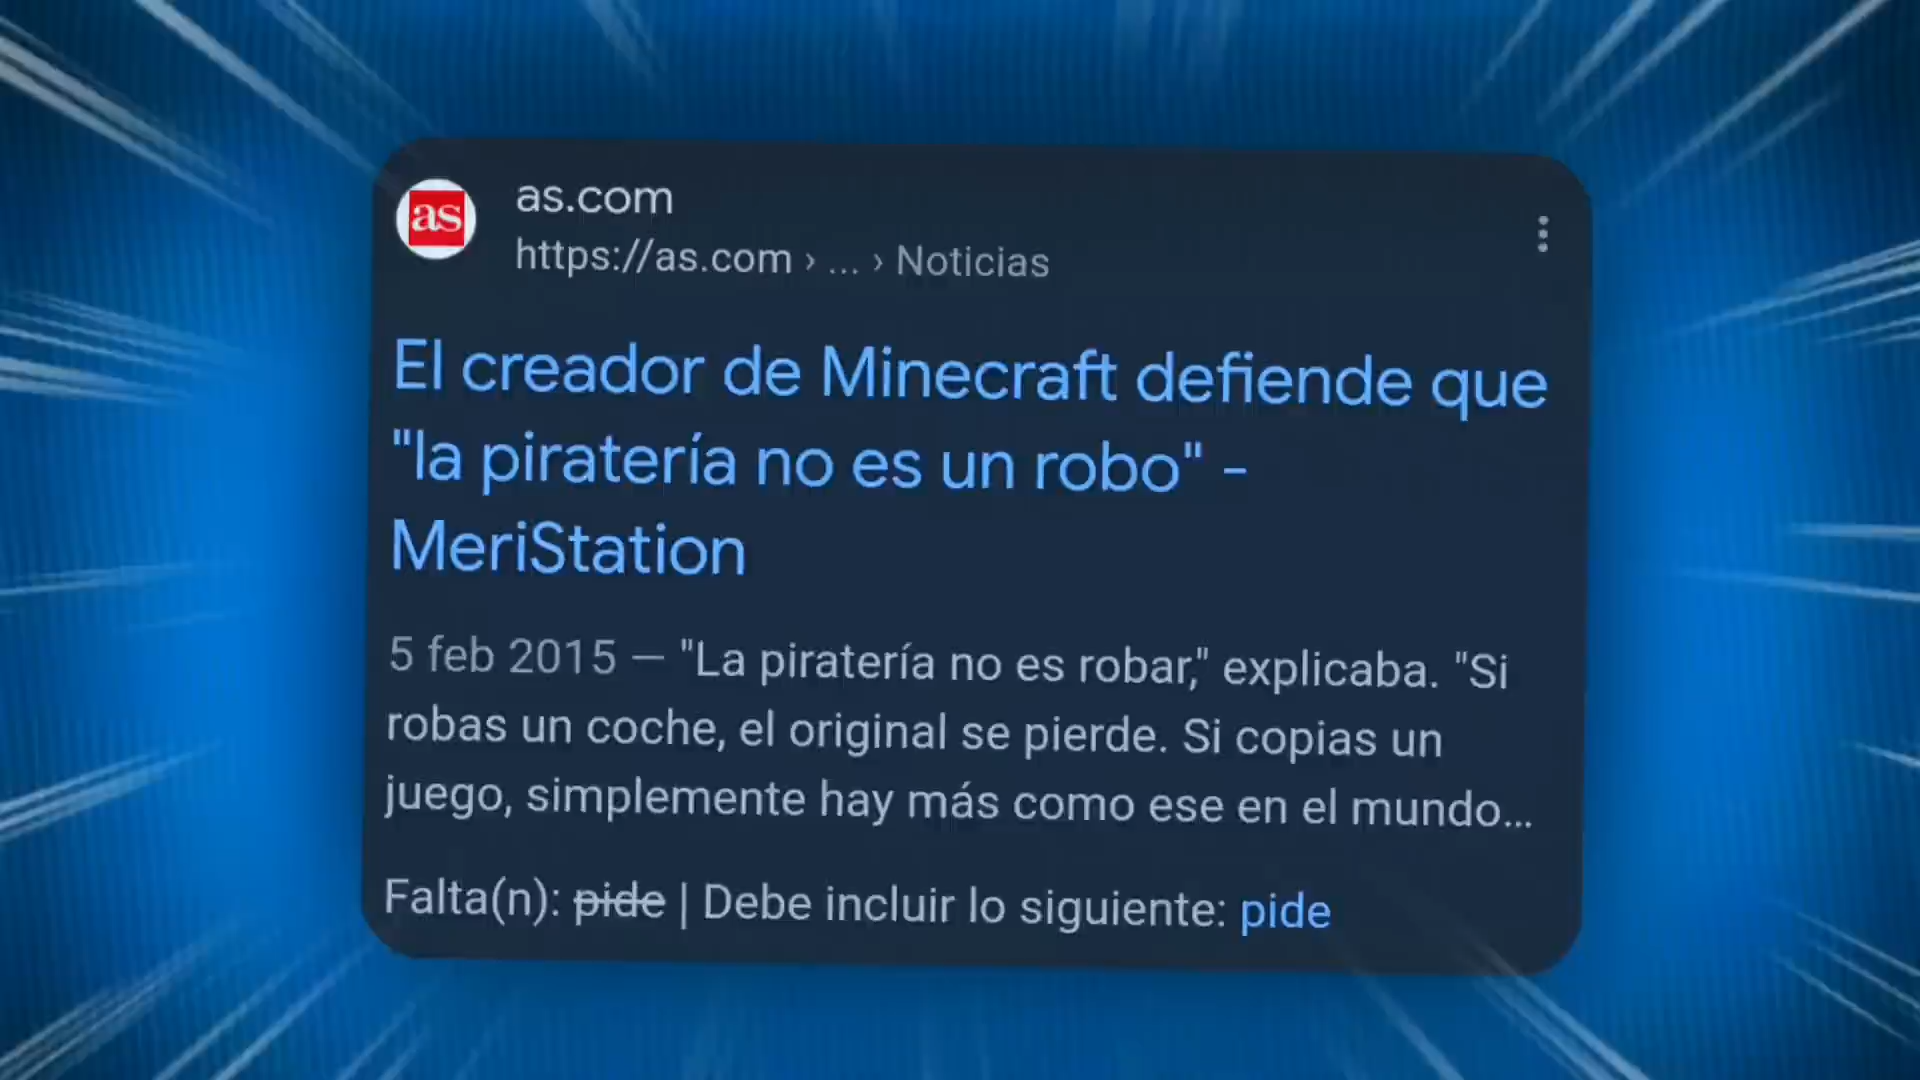 as
as.com
https://as.com › ... › Noticias
El creador de Minecraft defiende que
"la piratería no es un robo" -
MeriStation
5 feb 2015 — "La piratería no es robar," explicaba. "Si
robas un coche, el original se pierde. Si copias un
juego, simplemente hay más como ese en el mundo...
Falta(n): pide | Debe incluir lo siguiente: pide